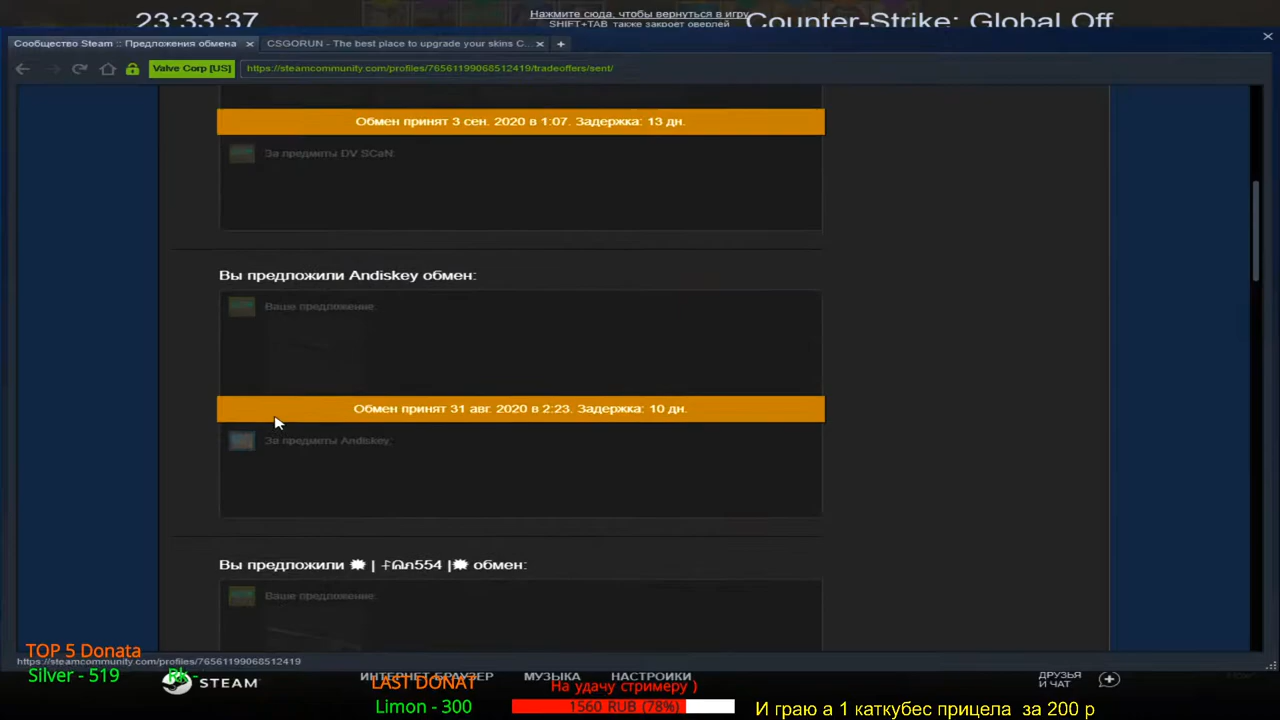 23:33:37
Нажмите сюда, чтобы вернуться в игру
SHIFT+TAB также закроет оверлей
Counter-Strike: Global Off
Сообщество Steam :: Предложения обмена
CSGORUN - The best place to upgrade your skins C...
Valve Corp [US]
https://steamcommunity.com/profiles/76561199068512419/tradeoffers/sent/
Обмен принят 3 сен. 2020 в 1:07. Задержка: 13 дн.
За предметы DV SCaN:
Вы предложили Andiskey обмен:
Ваше предложение:
Обмен принят 31 авг. 2020 в 2:23. Задержка: 10 дн.
За предметы Andiskey:
Вы предложили обмен:
Ваше предложение:
TOP 5 Donata
https://steamcommunity.com/profiles/76561199068512419
Silver - 519
Rk -
STEAM
ИНТЕРНЕТ-БРАУЗЕР
МУЗЫКА
НАСТРОЙКИ
ДРУЗЬЯ
И ЧАТ
LAST DONAT
Limon - 300
На удачу стримеру )
1560 RUB (78%)
И граю а 1 каткубес прицела за 200 р